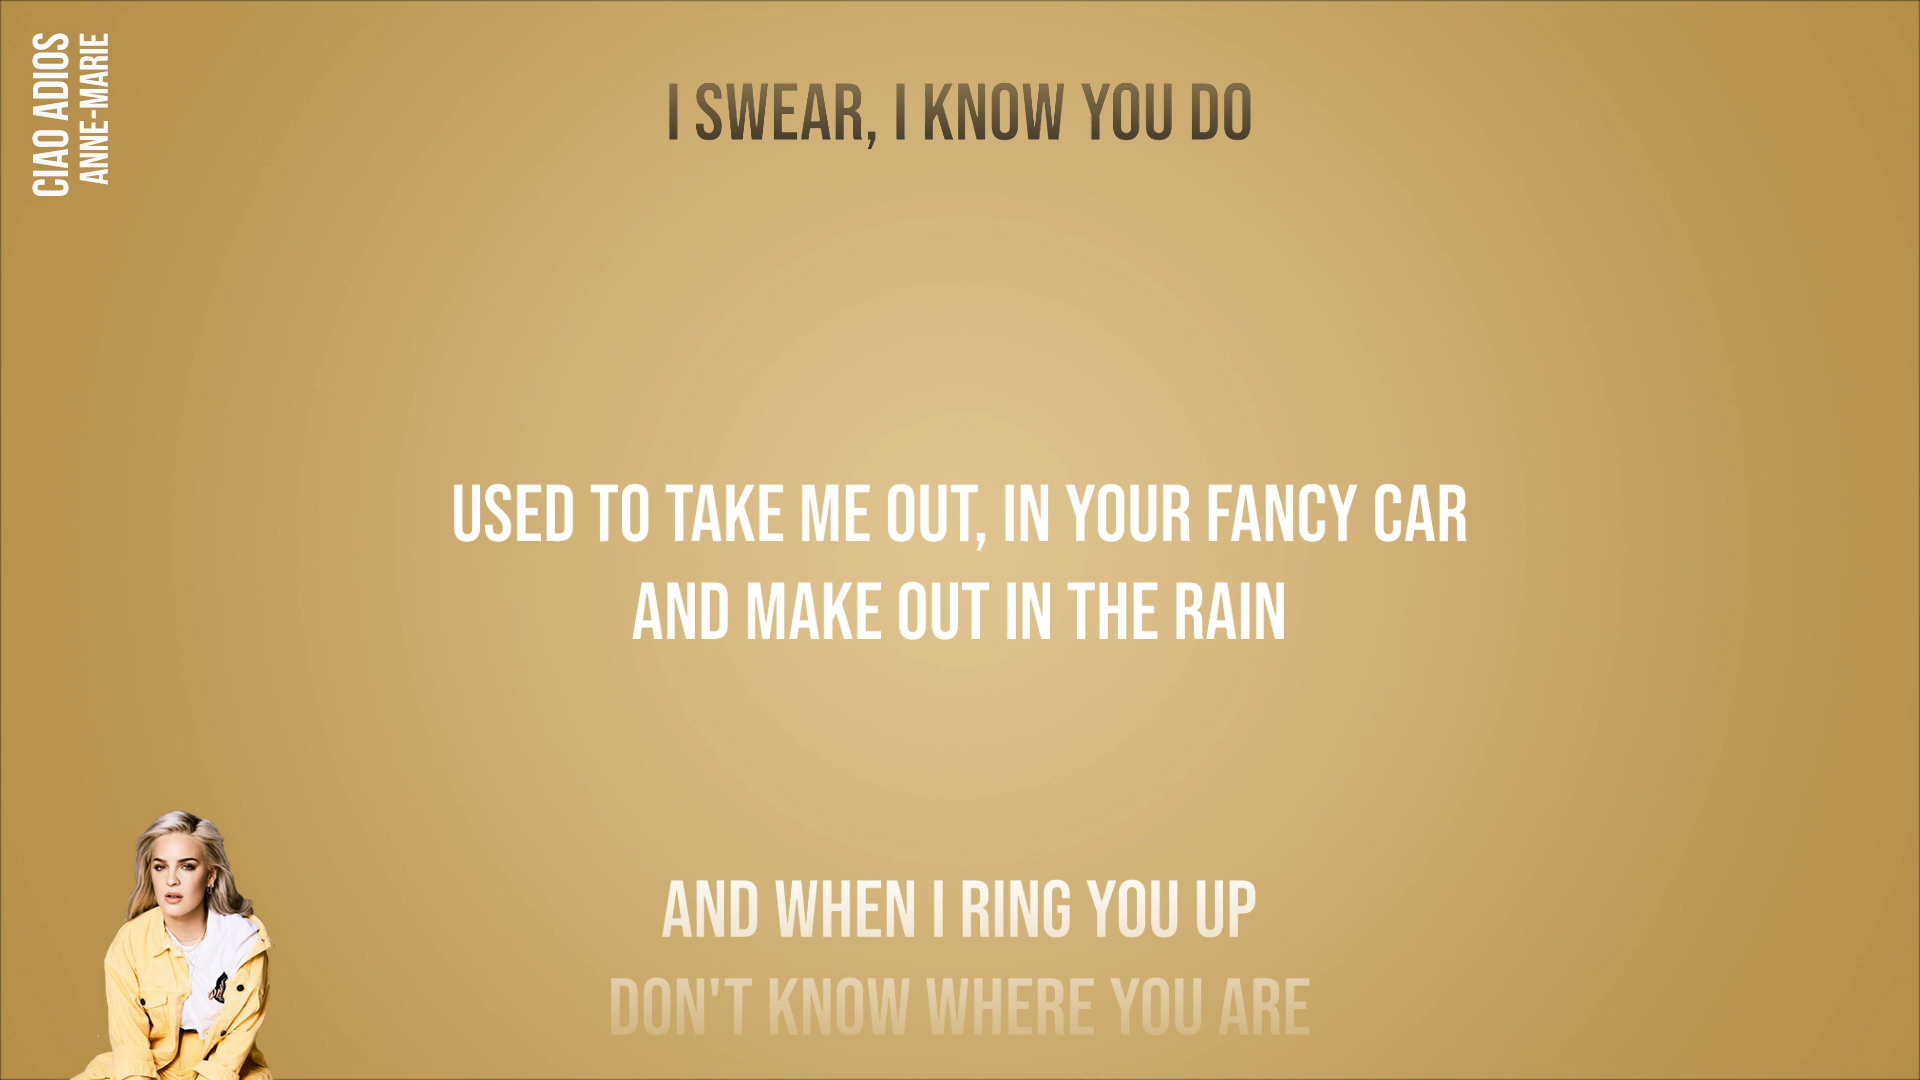 CIAO ADIOS
ANNE-MARIE
I SWEAR, I KNOW YOU DO
USED TO TAKE ME OUT, IN YOUR FANCY CAR
AND MAKE OUT IN THE RAIN
AND WHEN I RING YOU UP
DON'T KNOW WHERE YOU ARE